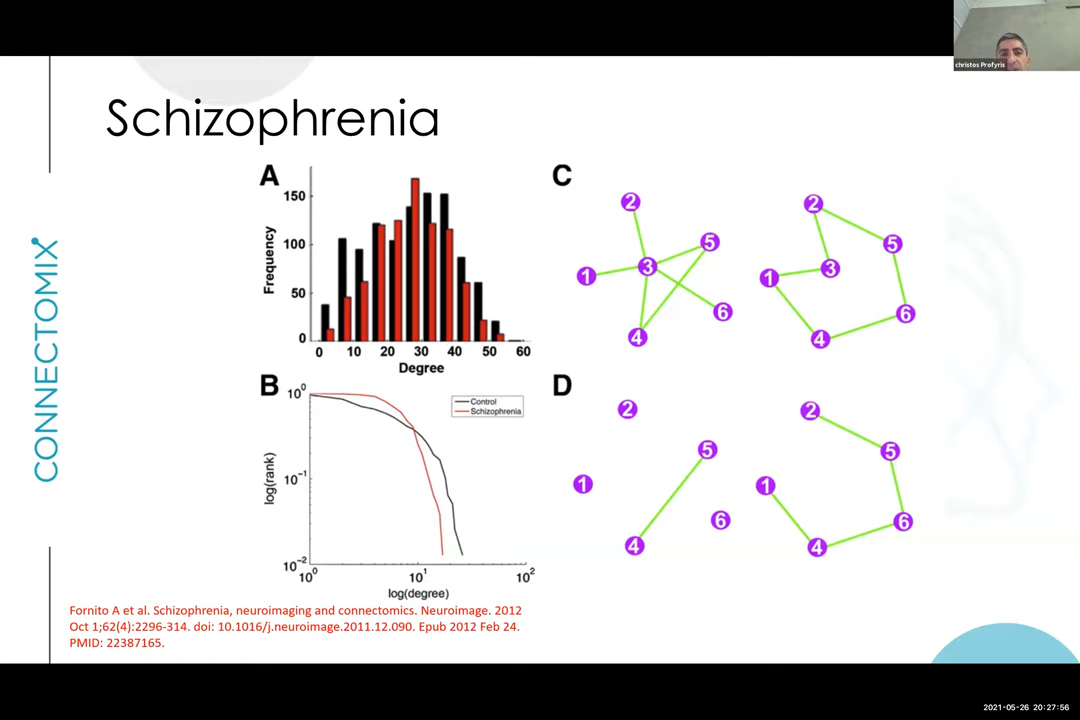 christos Profyris
Schizophrenia
CONNECTOMIX
A
150
100
50
0
Frequency
0 10 20 30 40 50 60
Degree
B
10^0
10^-1
10^-2
log(rank)
Control
Schizophrenia
10^0 10^1 10^2
log(degree)
C
2
5
3
1
6
4
2
5
3
1
6
4
D
2
5
1
6
4
2
5
1
6
4
Fornito A et al. Schizophrenia, neuroimaging and connectomics. Neuroimage. 2012
Oct 1;62(4):2296-314. doi: 10.1016/j.neuroimage.2011.12.090. Epub 2012 Feb 24.
PMID: 22387165.
2021-05-26 20:27:56